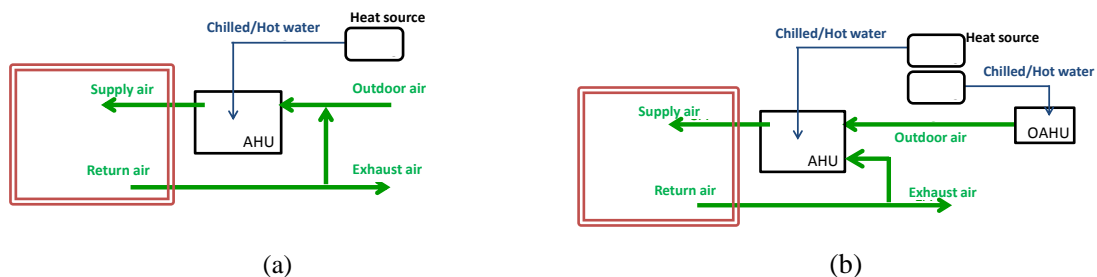 Heat source
Chilled/Hot water
Supply air
Outdoor air
AHU
Return air
Exhaust air
(a)
Chilled/Hot water
Heat source
Chilled/Hot water
Supply air
Outdoor air
OAHU
AHU
Return air
Exhaust air
(b)